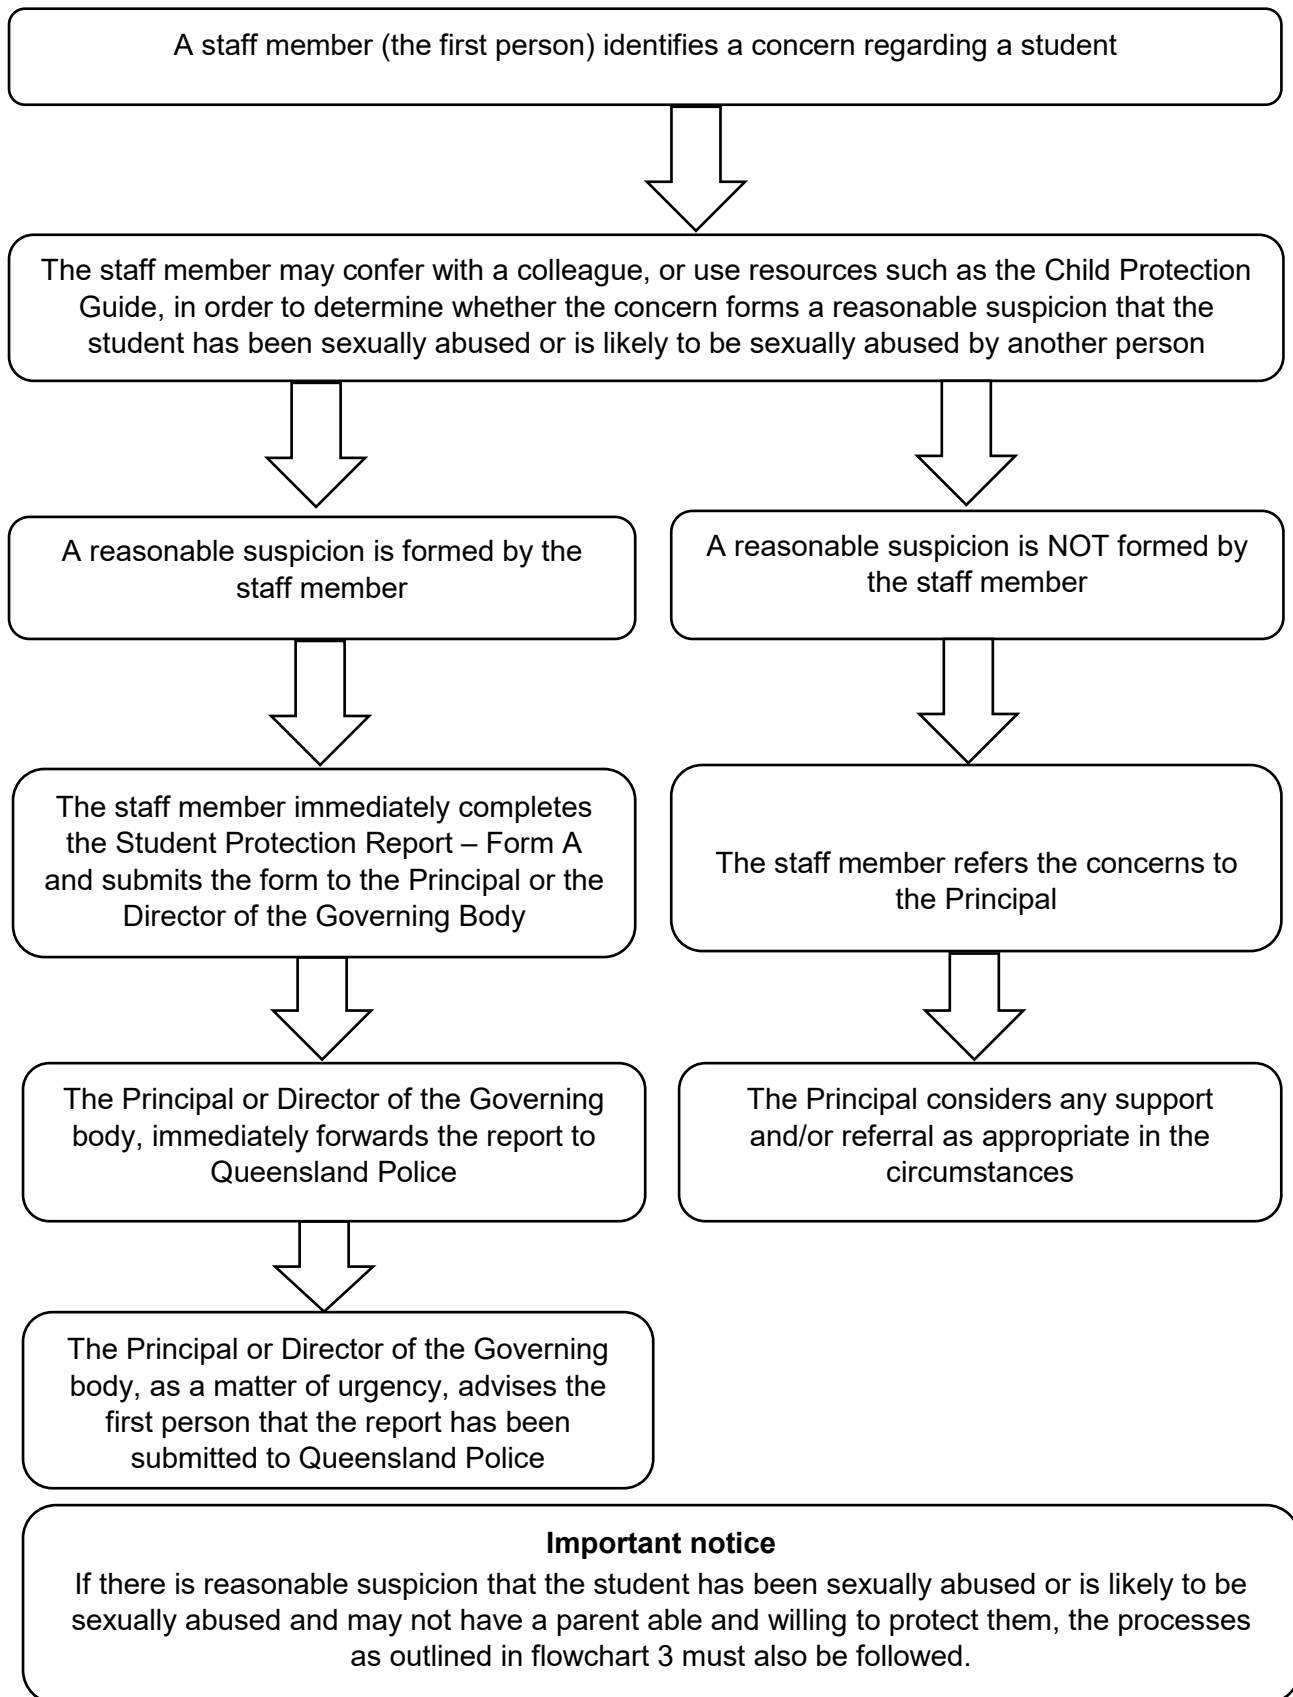 A staff member (the first person) identifies a concern regarding a student
The staff member may confer with a colleague, or use resources such as the Child Protection
Guide, in order to determine whether the concern forms a reasonable suspicion that the
student has been sexually abused or is likely to be sexually abused by another person
A reasonable suspicion is formed by the
staff member
A reasonable suspicion is NOT formed by
the staff member
The staff member immediately completes
the Student Protection Report – Form A
and submits the form to the Principal or the
Director of the Governing Body
The staff member refers the concerns to
the Principal
The Principal or Director of the Governing
body, immediately forwards the report to
Queensland Police
The Principal considers any support
and/or referral as appropriate in the
circumstances
The Principal or Director of the Governing
body, as a matter of urgency, advises the
first person that the report has been
submitted to Queensland Police
Important notice
If there is reasonable suspicion that the student has been sexually abused or is likely to be
sexually abused and may not have a parent able and willing to protect them, the processes
as outlined in flowchart 3 must also be followed.